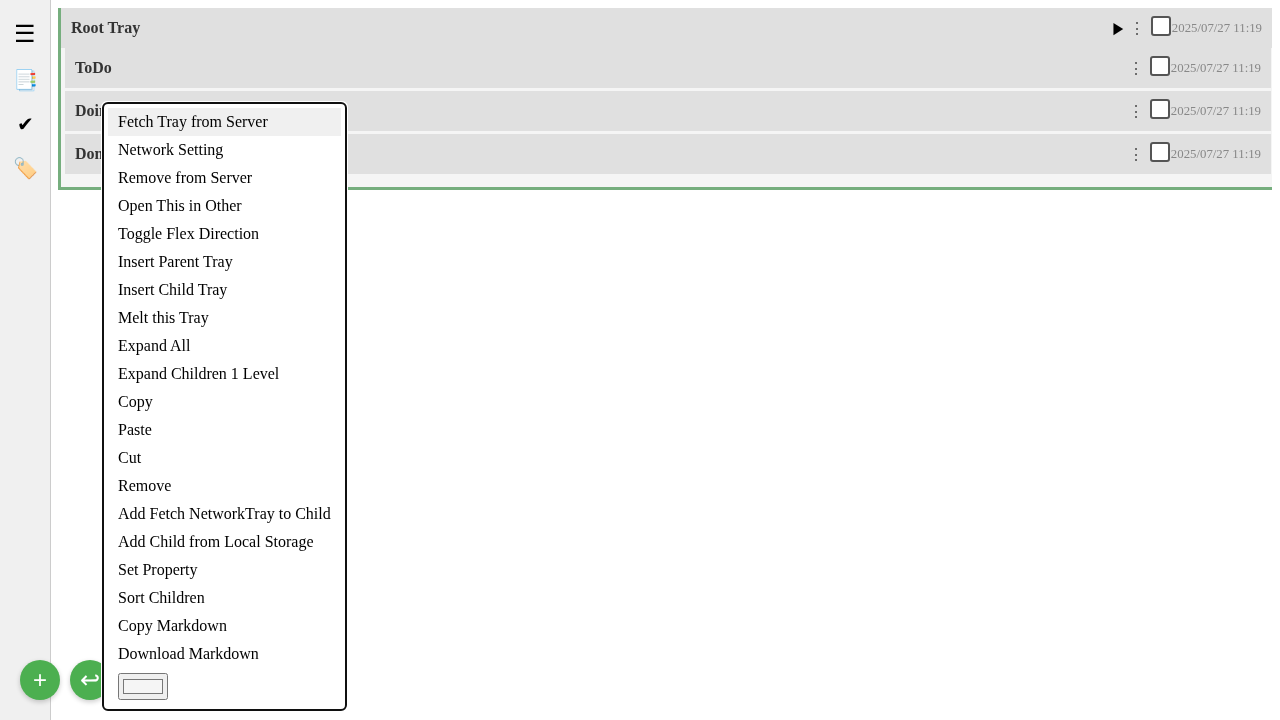 Root Tray
2025/07/27 11:19
ToDo
2025/07/27 11:19
Doi
2025/07/27 11:19
Don
2025/07/27 11:19
Fetch Tray from Server
Network Setting
Remove from Server
Open This in Other
Toggle Flex Direction
Insert Parent Tray
Insert Child Tray
Melt this Tray
Expand All
Expand Children 1 Level
Copy
Paste
Cut
Remove
Add Fetch NetworkTray to Child
Add Child from Local Storage
Set Property
Sort Children
Copy Markdown
Download Markdown